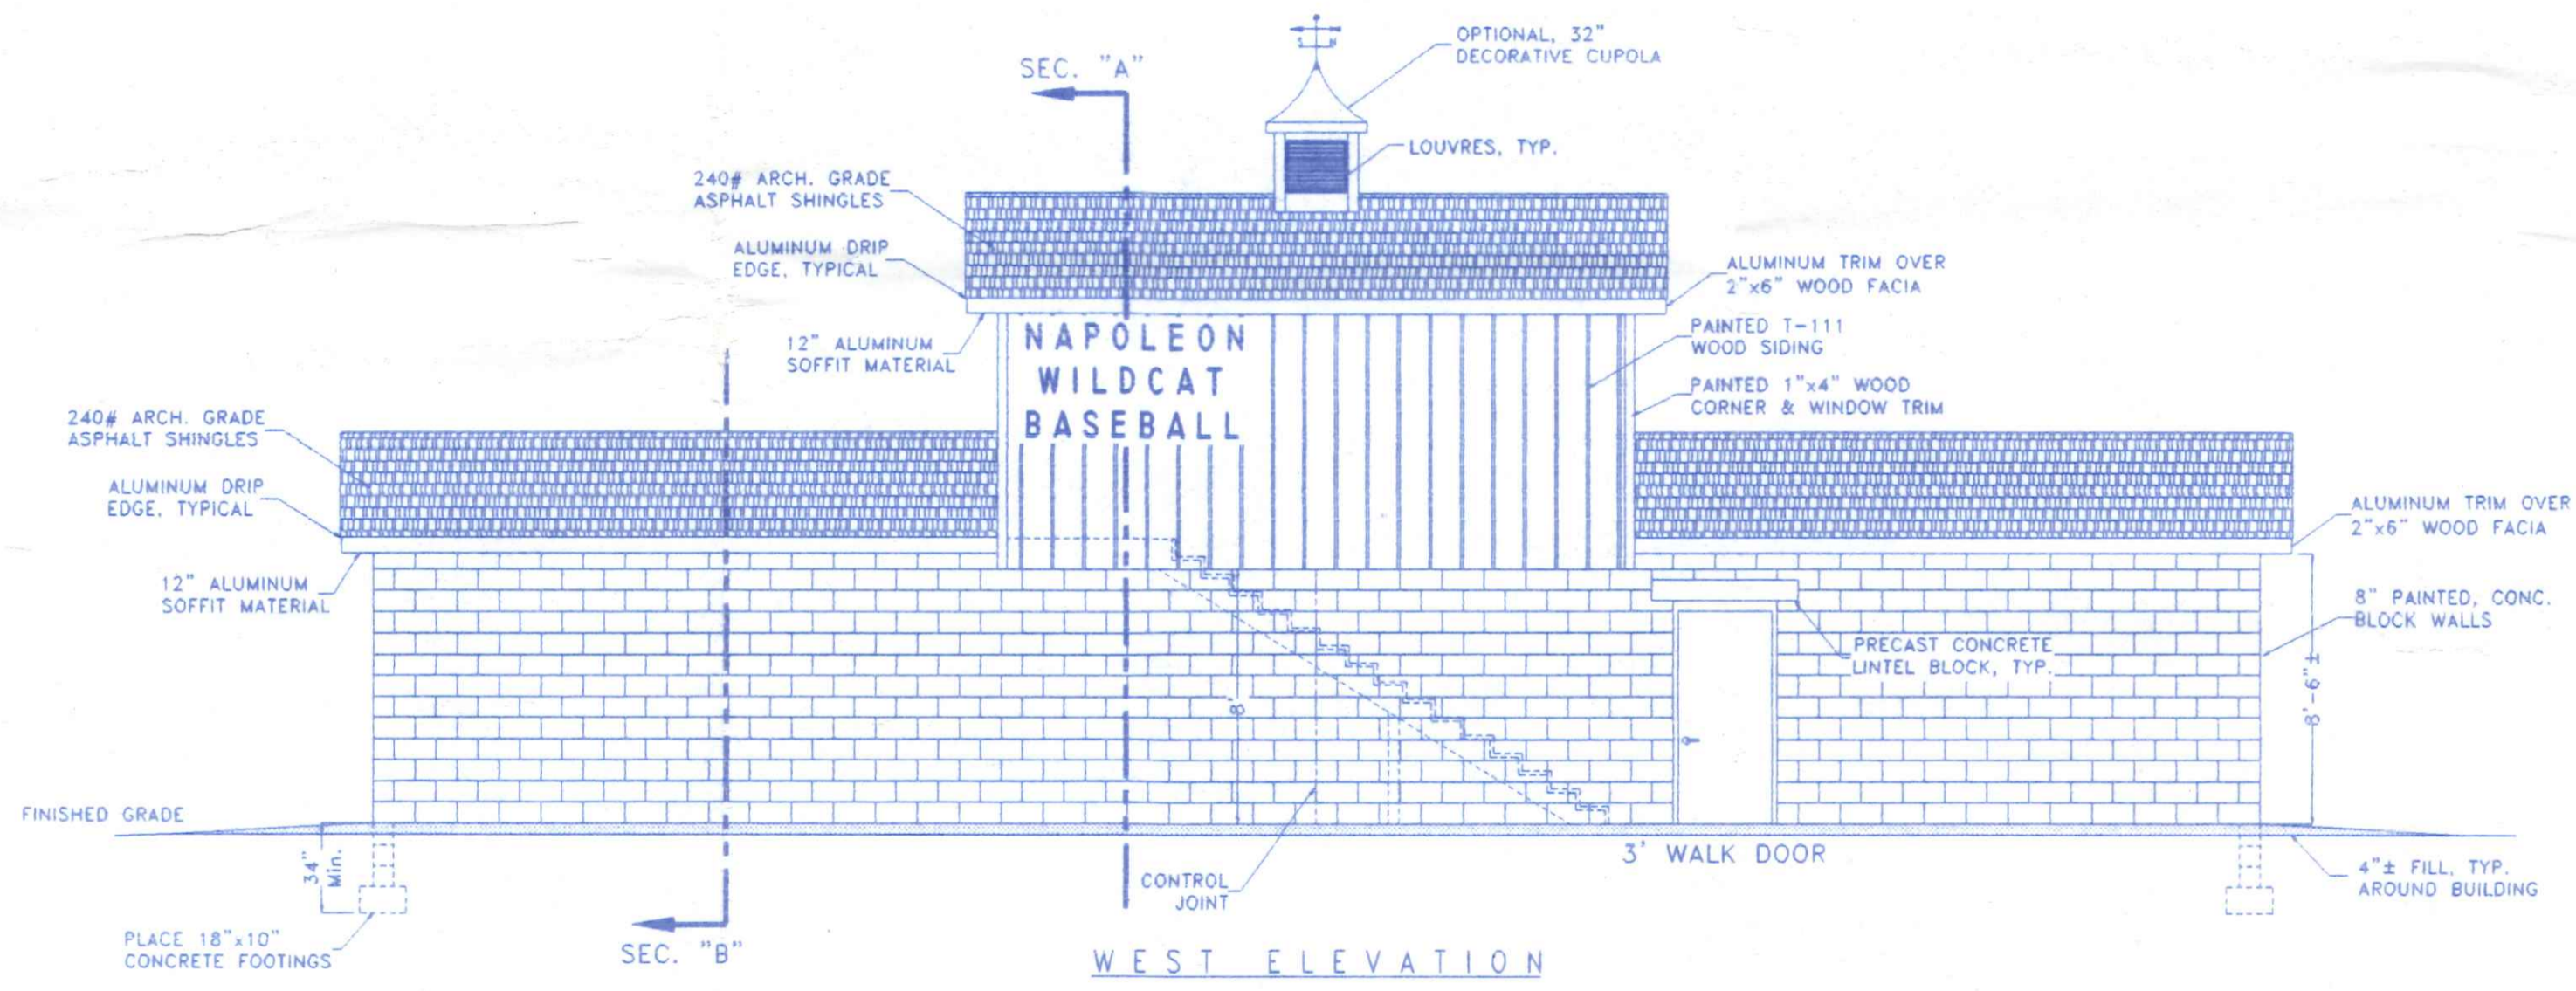 OPTIONAL, 32"
DECORATIVE CUPOLA
S N
SEC. "A"
LOUVRES, TYP.
240# ARCH. GRADE
ASPHALT SHINGLES
ALUMINUM DRIP
EDGE, TYPICAL
12" ALUMINUM
SOFFIT MATERIAL
ALUMINUM TRIM OVER
2"x6" WOOD FACIA
PAINTED T-111
WOOD SIDING
PAINTED 1"x4" WOOD
CORNER & WINDOW TRIM
NAPOLEON
WILDCAT
BASEBALL
240# ARCH. GRADE
ASPHALT SHINGLES
ALUMINUM DRIP
EDGE, TYPICAL
12" ALUMINUM
SOFFIT MATERIAL
ALUMINUM TRIM OVER
2"x6" WOOD FACIA
8" PAINTED, CONC.
BLOCK WALLS
PRECAST CONCRETE
LINTEL BLOCK, TYP.
8'
8'-6"±
FINISHED GRADE
34"
Min.
3' WALK DOOR
CONTROL
JOINT
4"± FILL, TYP.
AROUND BUILDING
PLACE 18"x10"
CONCRETE FOOTINGS
SEC. "B"
WEST ELEVATION